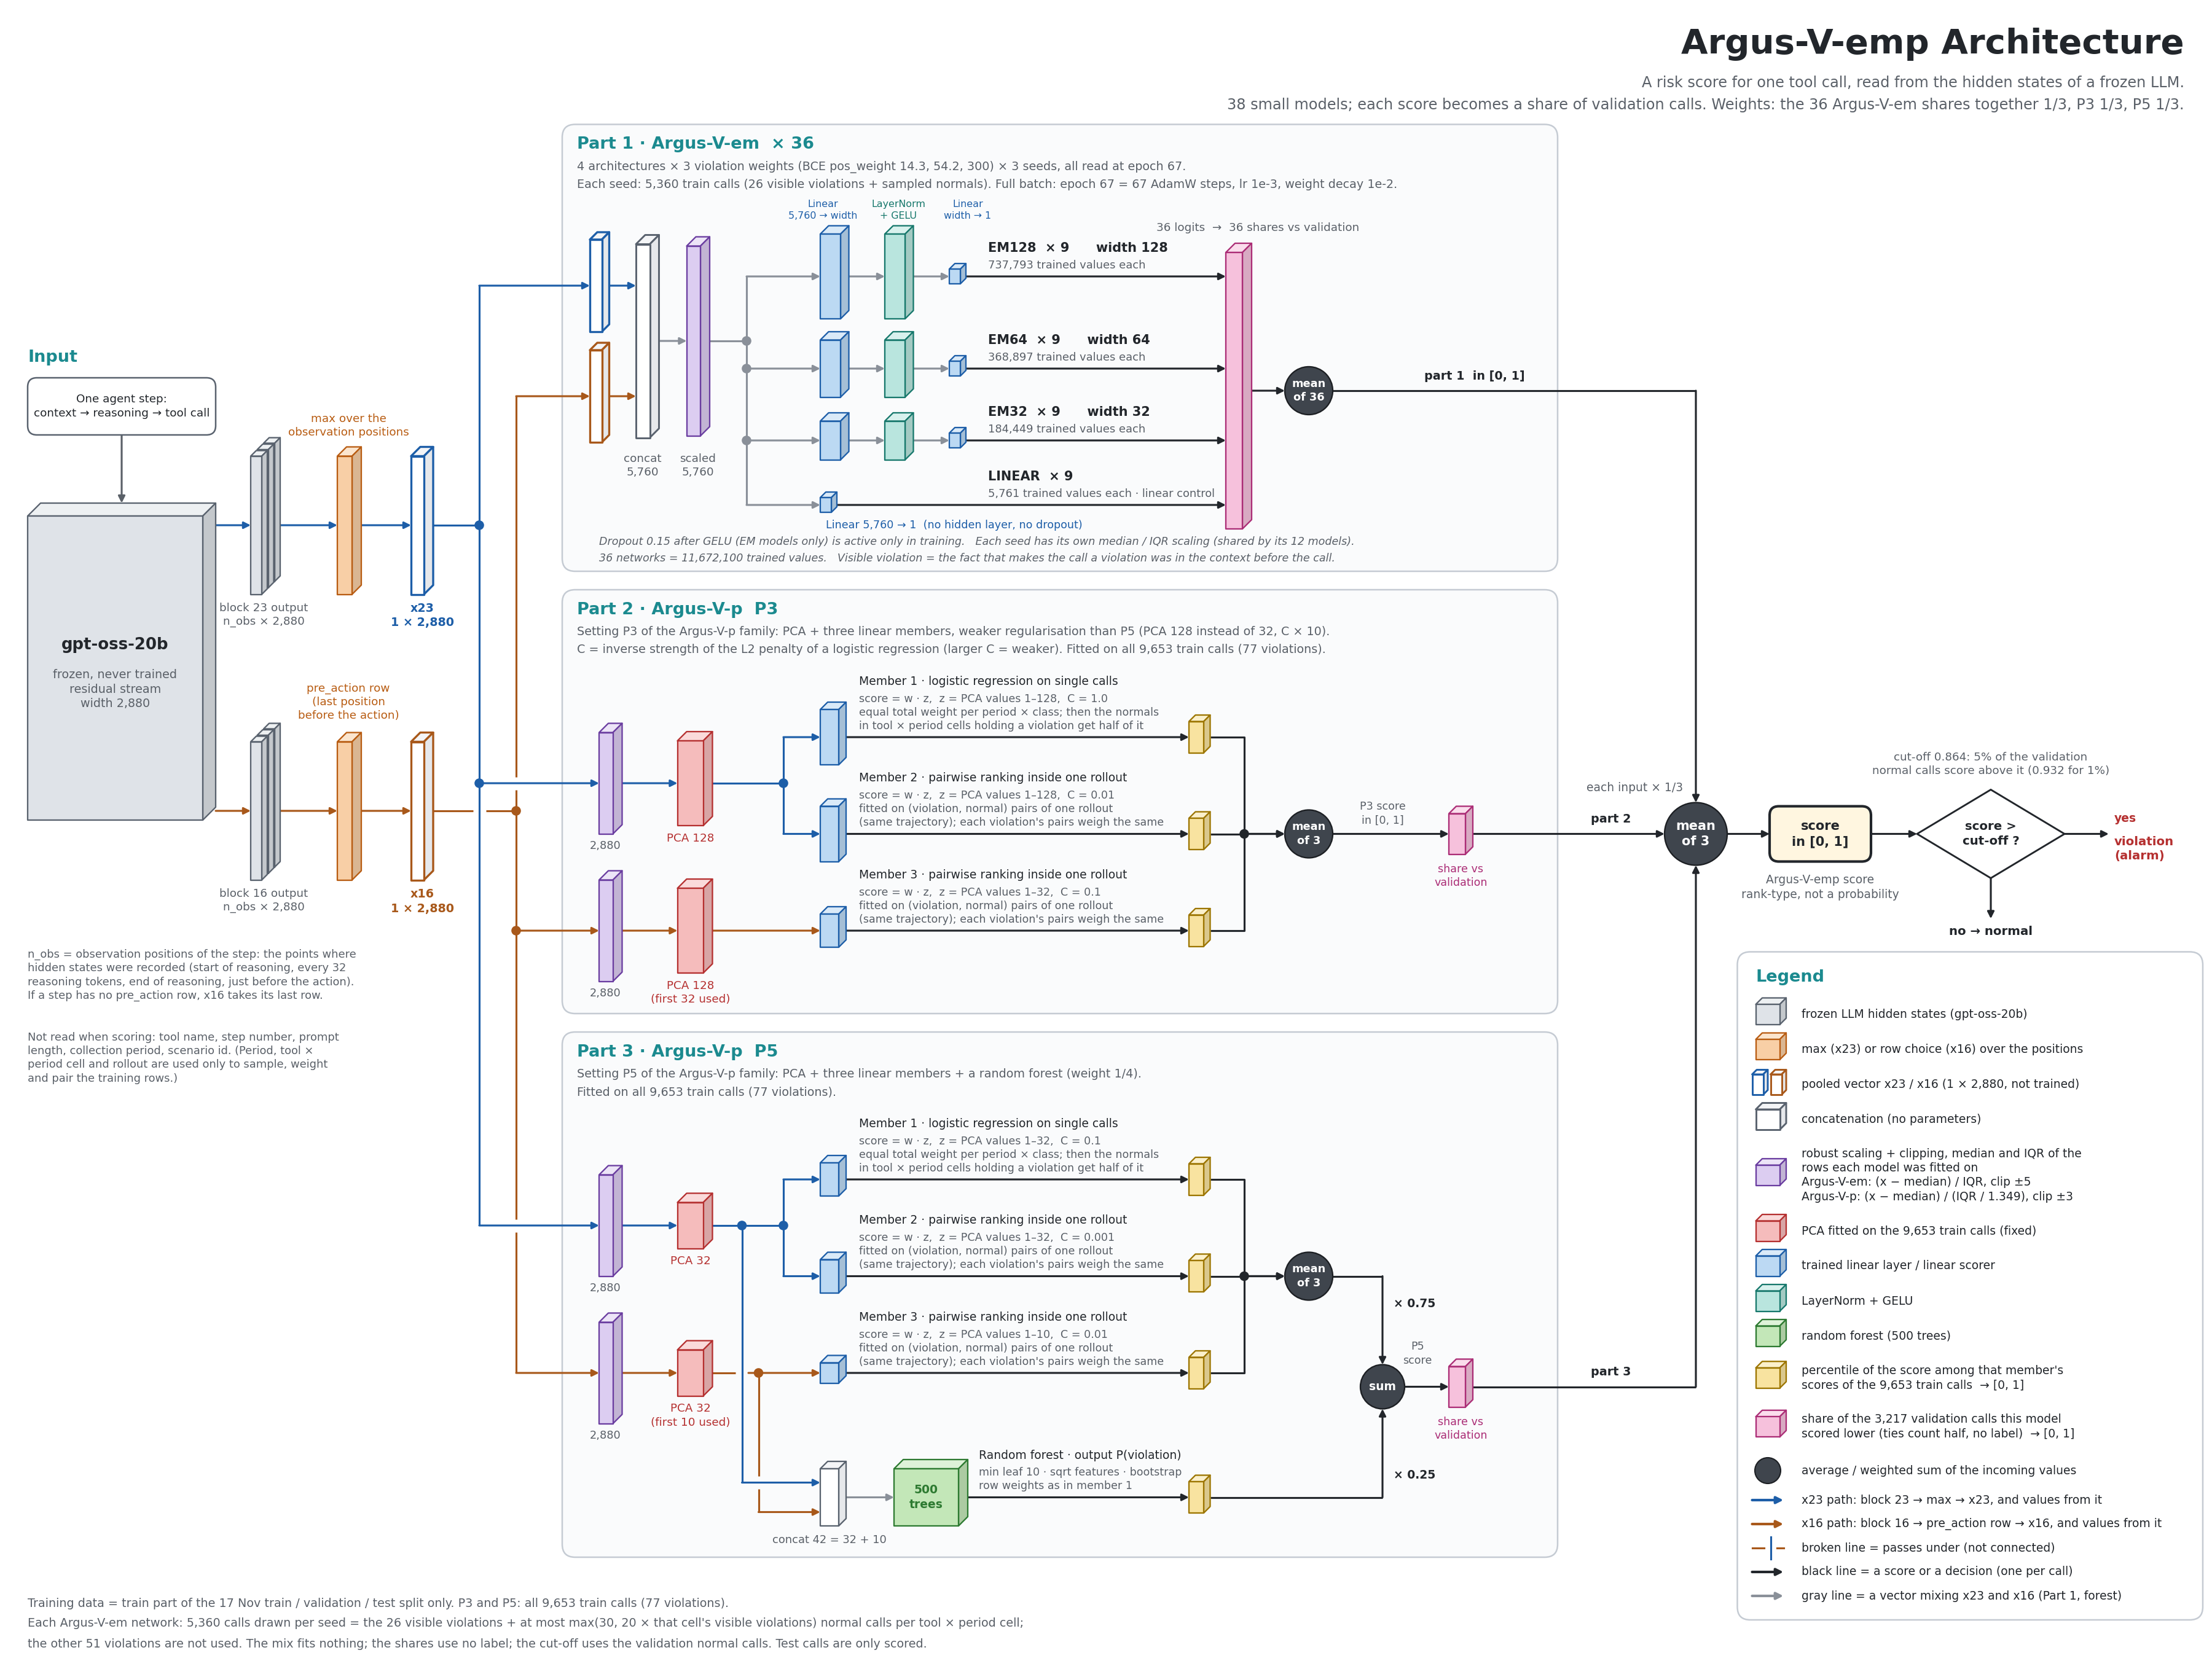 Argus-V-emp Architecture
A risk score for one tool call, read from the hidden states of a frozen LLM.
38 small models; each score becomes a share of validation calls. Weights: the 36 Argus-V-em shares together 1/3, P3 1/3, P5 1/3.
Input
One agent step:
context → reasoning → tool call
gpt-oss-20b
frozen, never trained
residual stream
width 2,880
max over the
observation positions
block 23 output
n_obs × 2,880
x23
1 × 2,880
pre_action row
(last position
before the action)
block 16 output
n_obs × 2,880
x16
1 × 2,880
n_obs = observation positions of the step: the points where
hidden states were recorded (start of reasoning, every 32
reasoning tokens, end of reasoning, just before the action).
If a step has no pre_action row, x16 takes its last row.
Not read when scoring: tool name, step number, prompt
length, collection period, scenario id. (Period, tool ×
period cell and rollout are used only to sample, weight
and pair the training rows.)
Part 1 · Argus-V-em × 36
4 architectures × 3 violation weights (BCE pos_weight 14.3, 54.2, 300) × 3 seeds, all read at epoch 67.
Each seed: 5,360 train calls (26 visible violations + sampled normals). Full batch: epoch 67 = 67 AdamW steps, lr 1e-3, weight decay 1e-2.
Linear
5,760 → width
LayerNorm
+ GELU
Linear
width → 1
36 logits → 36 shares vs validation
EM128 × 9 width 128
737,793 trained values each
EM64 × 9 width 64
368,897 trained values each
EM32 × 9 width 32
184,449 trained values each
LINEAR × 9
5,761 trained values each · linear control
concat
5,760
scaled
5,760
Linear 5,760 → 1 (no hidden layer, no dropout)
mean
of 36
part 1 in [0, 1]
Dropout 0.15 after GELU (EM models only) is active only in training. Each seed has its own median / IQR scaling (shared by its 12 models).
36 networks = 11,672,100 trained values. Visible violation = the fact that makes the call a violation was in the context before the call.
Part 2 · Argus-V-p P3
Setting P3 of the Argus-V-p family: PCA + three linear members, weaker regularisation than P5 (PCA 128 instead of 32, C × 10).
C = inverse strength of the L2 penalty of a logistic regression (larger C = weaker). Fitted on all 9,653 train calls (77 violations).
Member 1 · logistic regression on single calls
score = w · z, z = PCA values 1–128, C = 1.0
equal total weight per period × class; then the normals
in tool × period cells holding a violation get half of it
Member 2 · pairwise ranking inside one rollout
score = w · z, z = PCA values 1–128, C = 0.01
fitted on (violation, normal) pairs of one rollout
(same trajectory); each violation's pairs weigh the same
Member 3 · pairwise ranking inside one rollout
score = w · z, z = PCA values 1–32, C = 0.1
fitted on (violation, normal) pairs of one rollout
(same trajectory); each violation's pairs weigh the same
2,880
PCA 128
2,880
PCA 128
(first 32 used)
mean
of 3
P3 score
in [0, 1]
share vs
validation
part 2
each input × 1/3
mean
of 3
score
in [0, 1]
Argus-V-emp score
rank-type, not a probability
cut-off 0.864: 5% of the validation
normal calls score above it (0.932 for 1%)
score >
cut-off ?
yes
violation
(alarm)
no → normal
Part 3 · Argus-V-p P5
Setting P5 of the Argus-V-p family: PCA + three linear members + a random forest (weight 1/4).
Fitted on all 9,653 train calls (77 violations).
Member 1 · logistic regression on single calls
score = w · z, z = PCA values 1–32, C = 0.1
equal total weight per period × class; then the normals
in tool × period cells holding a violation get half of it
Member 2 · pairwise ranking inside one rollout
score = w · z, z = PCA values 1–32, C = 0.001
fitted on (violation, normal) pairs of one rollout
(same trajectory); each violation's pairs weigh the same
Member 3 · pairwise ranking inside one rollout
score = w · z, z = PCA values 1–10, C = 0.01
fitted on (violation, normal) pairs of one rollout
(same trajectory); each violation's pairs weigh the same
2,880
PCA 32
2,880
PCA 32
(first 10 used)
mean
of 3
× 0.75
P5
score
sum
share vs
validation
× 0.25
part 3
Random forest · output P(violation)
min leaf 10 · sqrt features · bootstrap
row weights as in member 1
500
trees
concat 42 = 32 + 10
Legend
frozen LLM hidden states (gpt-oss-20b)
max (x23) or row choice (x16) over the positions
pooled vector x23 / x16 (1 × 2,880, not trained)
concatenation (no parameters)
robust scaling + clipping, median and IQR of the
rows each model was fitted on
Argus-V-em: (x − median) / IQR, clip ±5
Argus-V-p: (x − median) / (IQR / 1.349), clip ±3
PCA fitted on the 9,653 train calls (fixed)
trained linear layer / linear scorer
LayerNorm + GELU
random forest (500 trees)
percentile of the score among that member's
scores of the 9,653 train calls → [0, 1]
share of the 3,217 validation calls this model
scored lower (ties count half, no label) → [0, 1]
average / weighted sum of the incoming values
x23 path: block 23 → max → x23, and values from it
x16 path: block 16 → pre_action row → x16, and values from it
broken line = passes under (not connected)
black line = a score or a decision (one per call)
gray line = a vector mixing x23 and x16 (Part 1, forest)
Training data = train part of the 17 Nov train / validation / test split only. P3 and P5: all 9,653 train calls (77 violations).
Each Argus-V-em network: 5,360 calls drawn per seed = the 26 visible violations + at most max(30, 20 × that cell's visible violations) normal calls per tool × period cell;
the other 51 violations are not used. The mix fits nothing; the shares use no label; the cut-off uses the validation normal calls. Test calls are only scored.